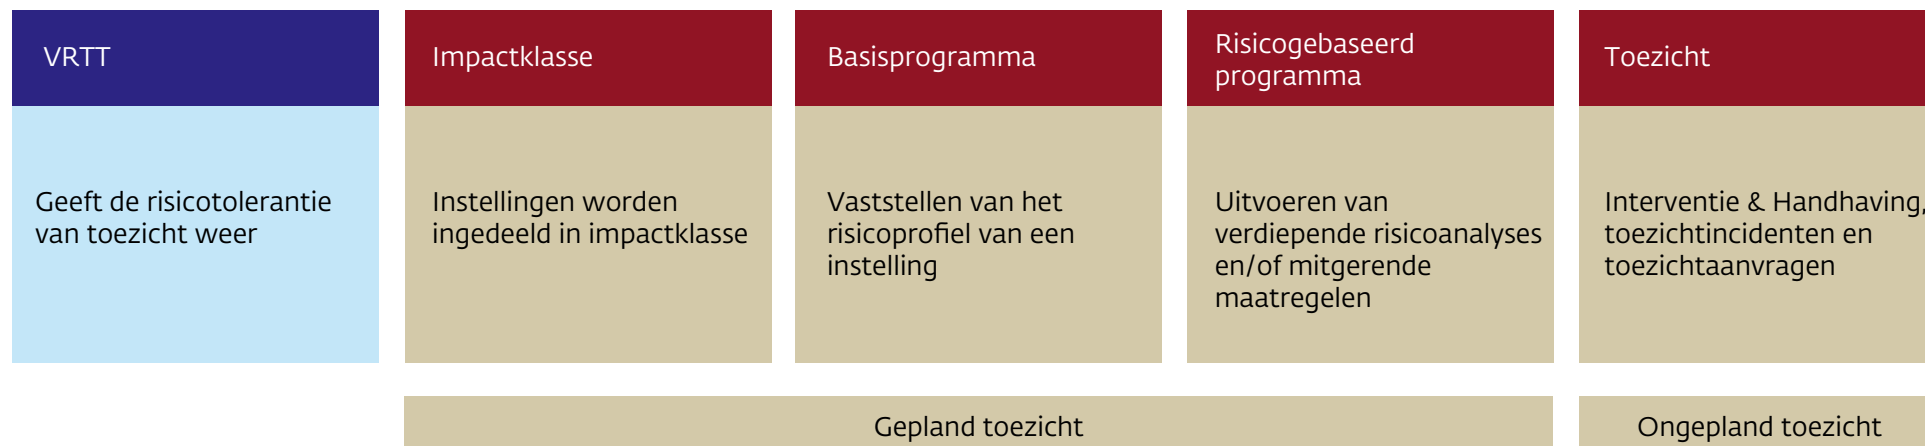 VRTT
Geeft de risicotolerantie
van toezicht weer
Impactklasse
Instellingen worden
ingedeeld in impactklasse
Basisprogramma
Vaststellen van het
risicoprofiel van een
instelling
Risicogebaseerd
programma
Uitvoeren van
verdiepende risicoanalyses
en/of mitgerende
maatregelen
Toezicht
Interventie & Handhaving,
toezichtincidenten en
toezichtaanvragen
Gepland toezicht
Ongepland toezicht